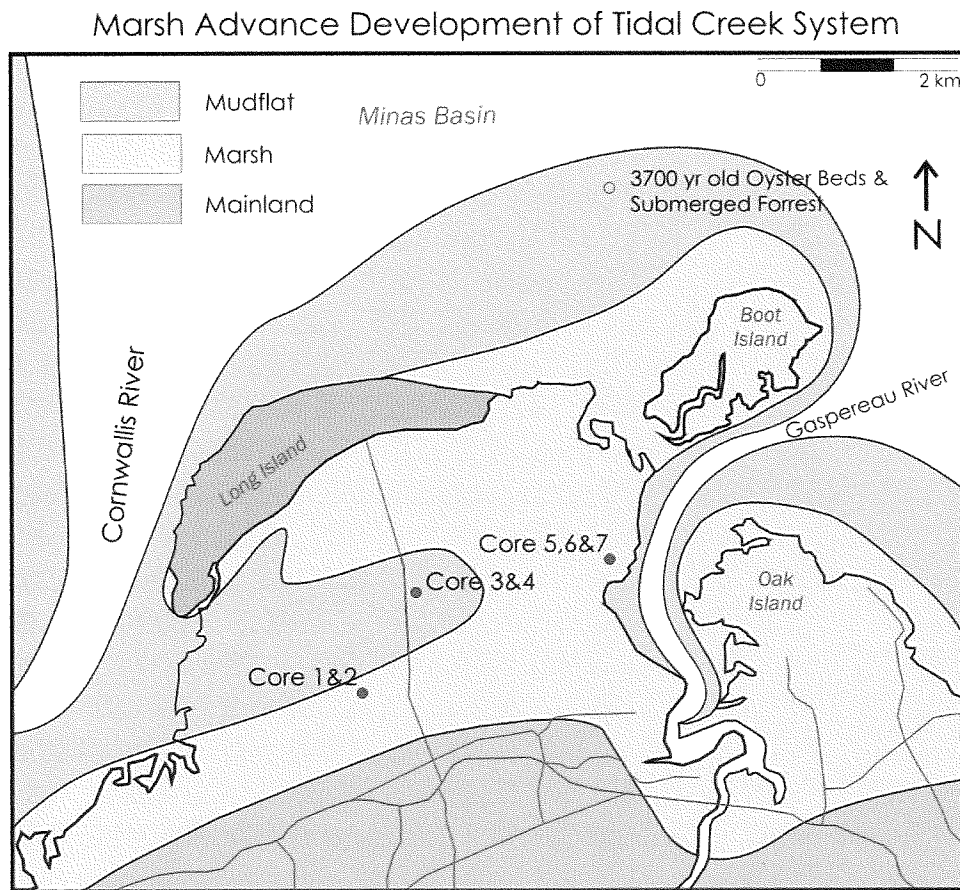 Marsh Advance Development of Tidal Creek System
0 2 km
Mudflat
Marsh
Mainland
Minas Basin
3700 yr old Oyster Beds &
Submerged Forrest
N
Boot
Island
Gaspereau River
Cornwallis River
Long Island
Core 5,6&7
Core 3&4
Oak
Island
Core 1&2